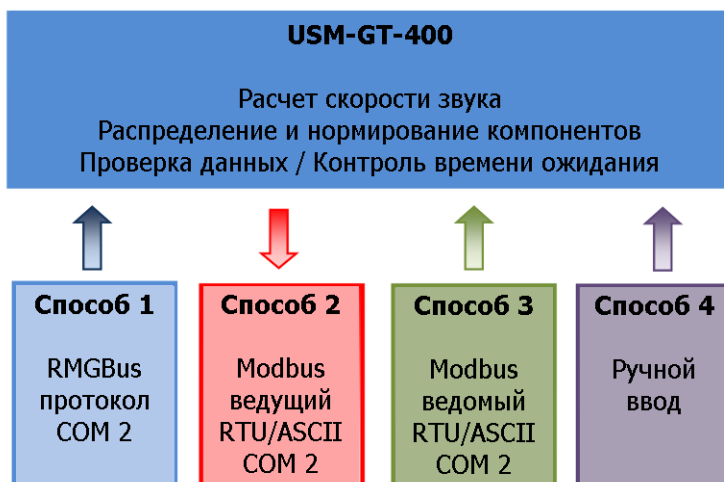 USM-GT-400
Расчет скорости звука
Распределение и нормирование компонентов
Проверка данных / Контроль времени ожидания
Способ 1
RMGBus
протокол
COM 2
Способ 2
Modbus
ведущий
RTU/ASCII
COM 2
Способ 3
Modbus
ведомый
RTU/ASCII
COM 2
Способ 4
Ручной
ввод